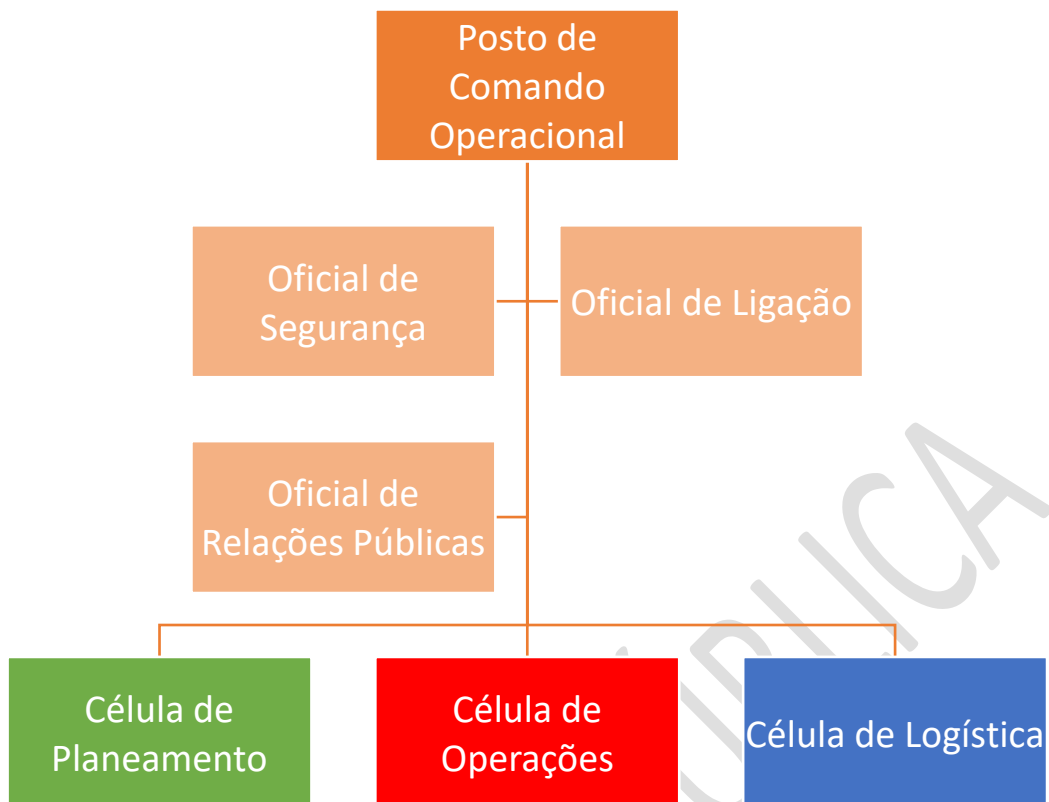 Posto de
Comando
Operacional
Oficial de
Segurança
Oficial de Ligação
Oficial de
Relações Públicas
Célula de
Planeamento
Célula de
Operações
Célula de Logística
ÚBLICA